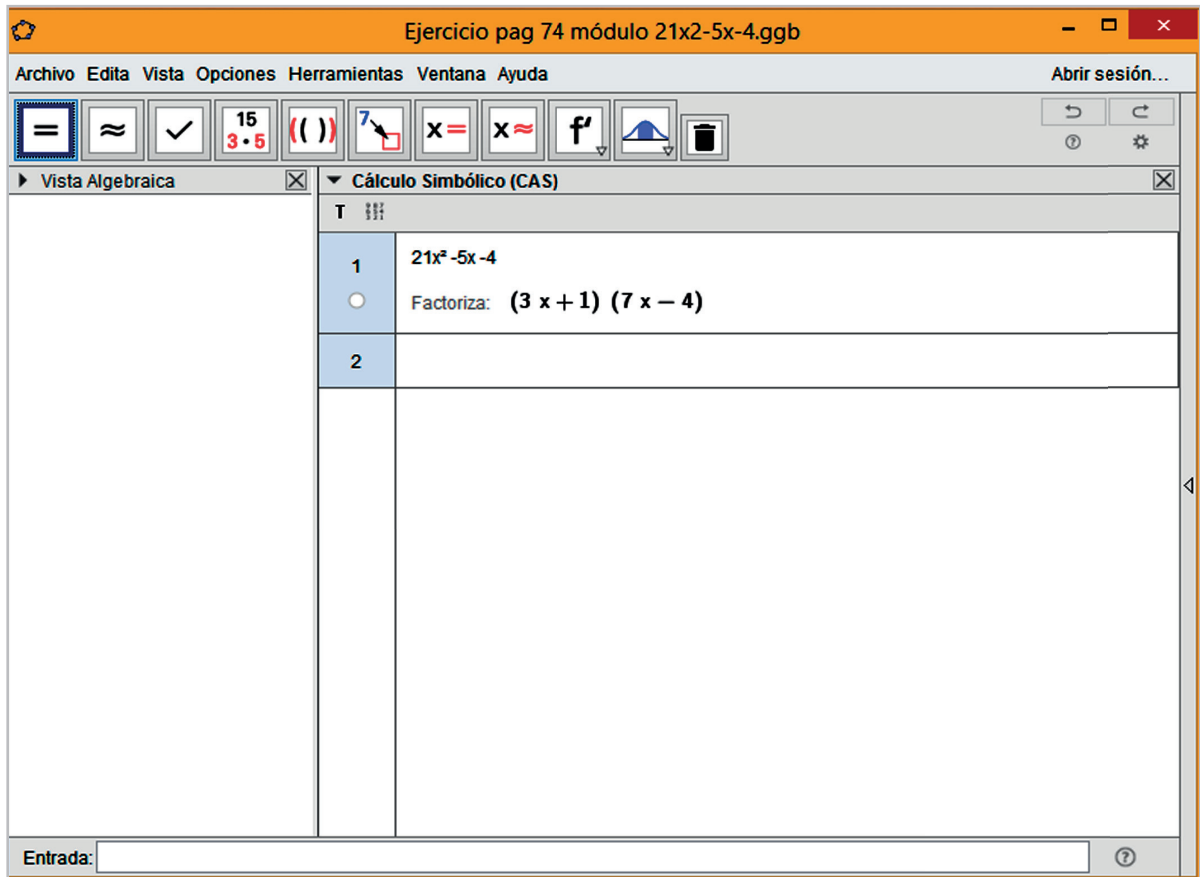 Ejercicio pag 74 módulo 21x2-5x-4.ggb
Archivo Edita Vista Opciones Herramientas Ventana Ayuda Abrir sesión...
= ≈ ✓ 15 3·5 (( )) 7 x= x≈ f'
Vista Algebraica Cálculo Simbólico (CAS)
T
1 21x² -5x -4
Factoriza: (3 x + 1) (7 x − 4)
2
Entrada: